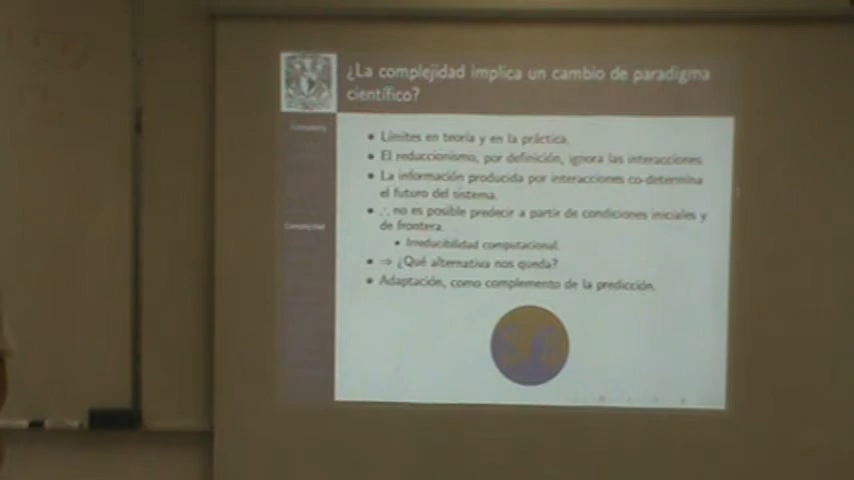 ¿La complejidad implica un cambio de paradigma
científico?
• Límites en teoría y en la práctica.
• El reduccionismo, por definición, ignora las interacciones
• La información producida por interacciones co-determina
el futuro del sistema.
• ∴ no es posible predecir a partir de condiciones iniciales y
de frontera.
• Irreducibilidad computacional.
• ⇒ ¿Qué alternativa nos queda?
• Adaptación, como complemento de la predicción.
Complejidad